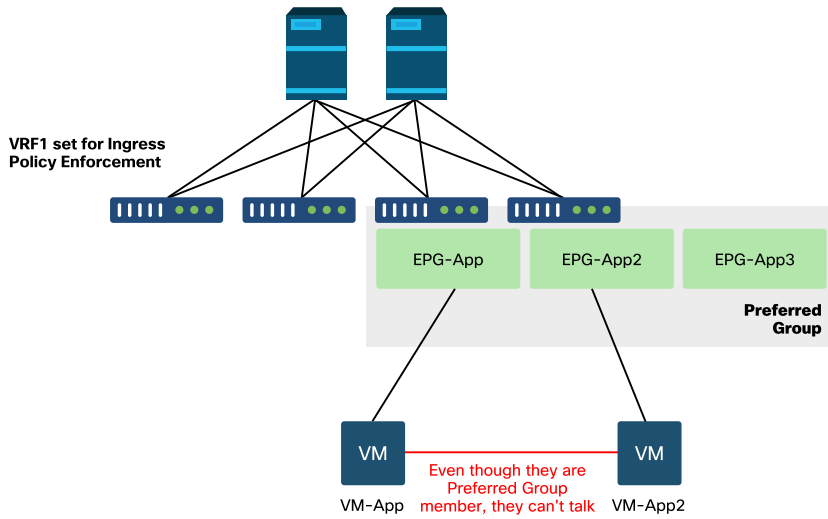 VRF1 set for Ingress
Policy Enforcement
EPG-App
EPG-App2
EPG-App3
Preferred
Group
VM
VM
Even though they are
Preferred Group
member, they can't talk
VM-App
VM-App2